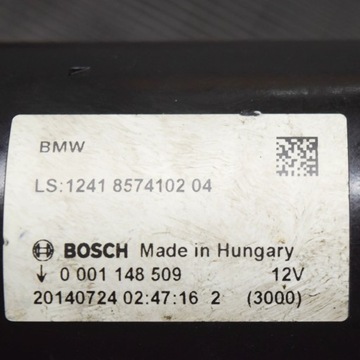 BMW
LS:1241 8574102 04
BOSCH Made in Hungary
↓ 0 001 148 509 12V
20140724 02:47:16 2 (3000)